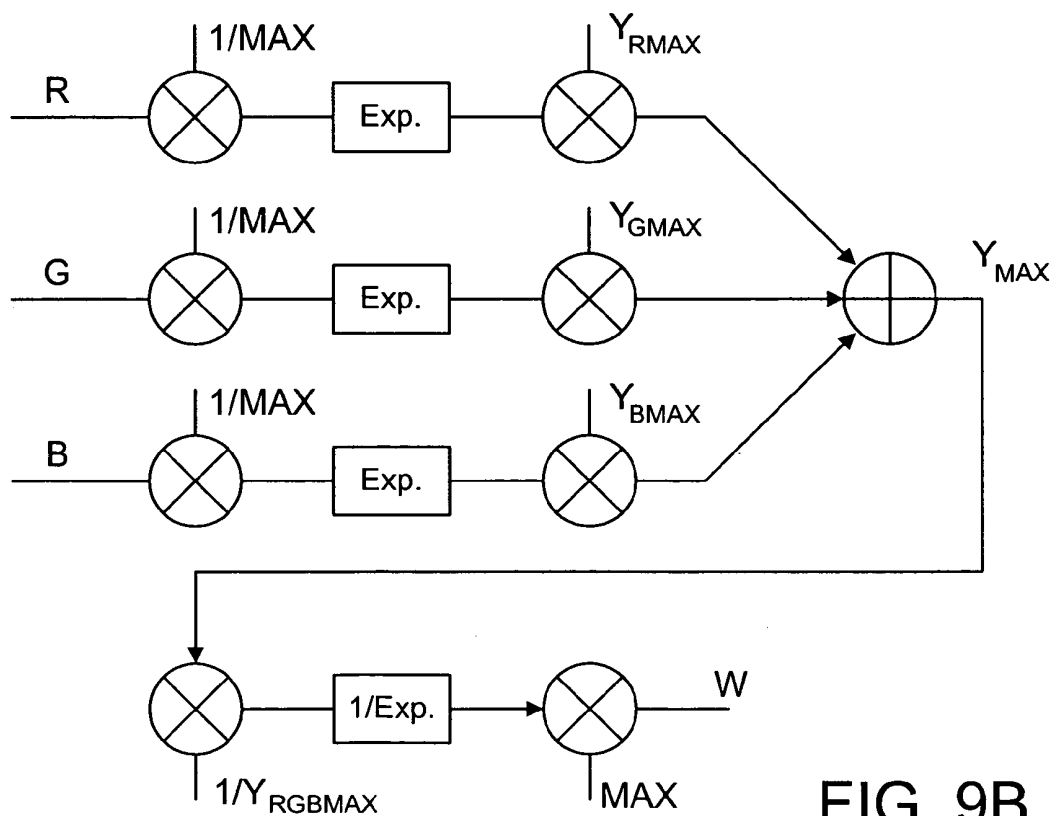 1/MAX
Y_RMAX
R
Exp.
1/MAX
Y_GMAX
G
Exp.
Y_MAX
1/MAX
Y_BMAX
B
Exp.
1/Exp.
W
1/Y_RGBMAX
MAX
FIG. 9B